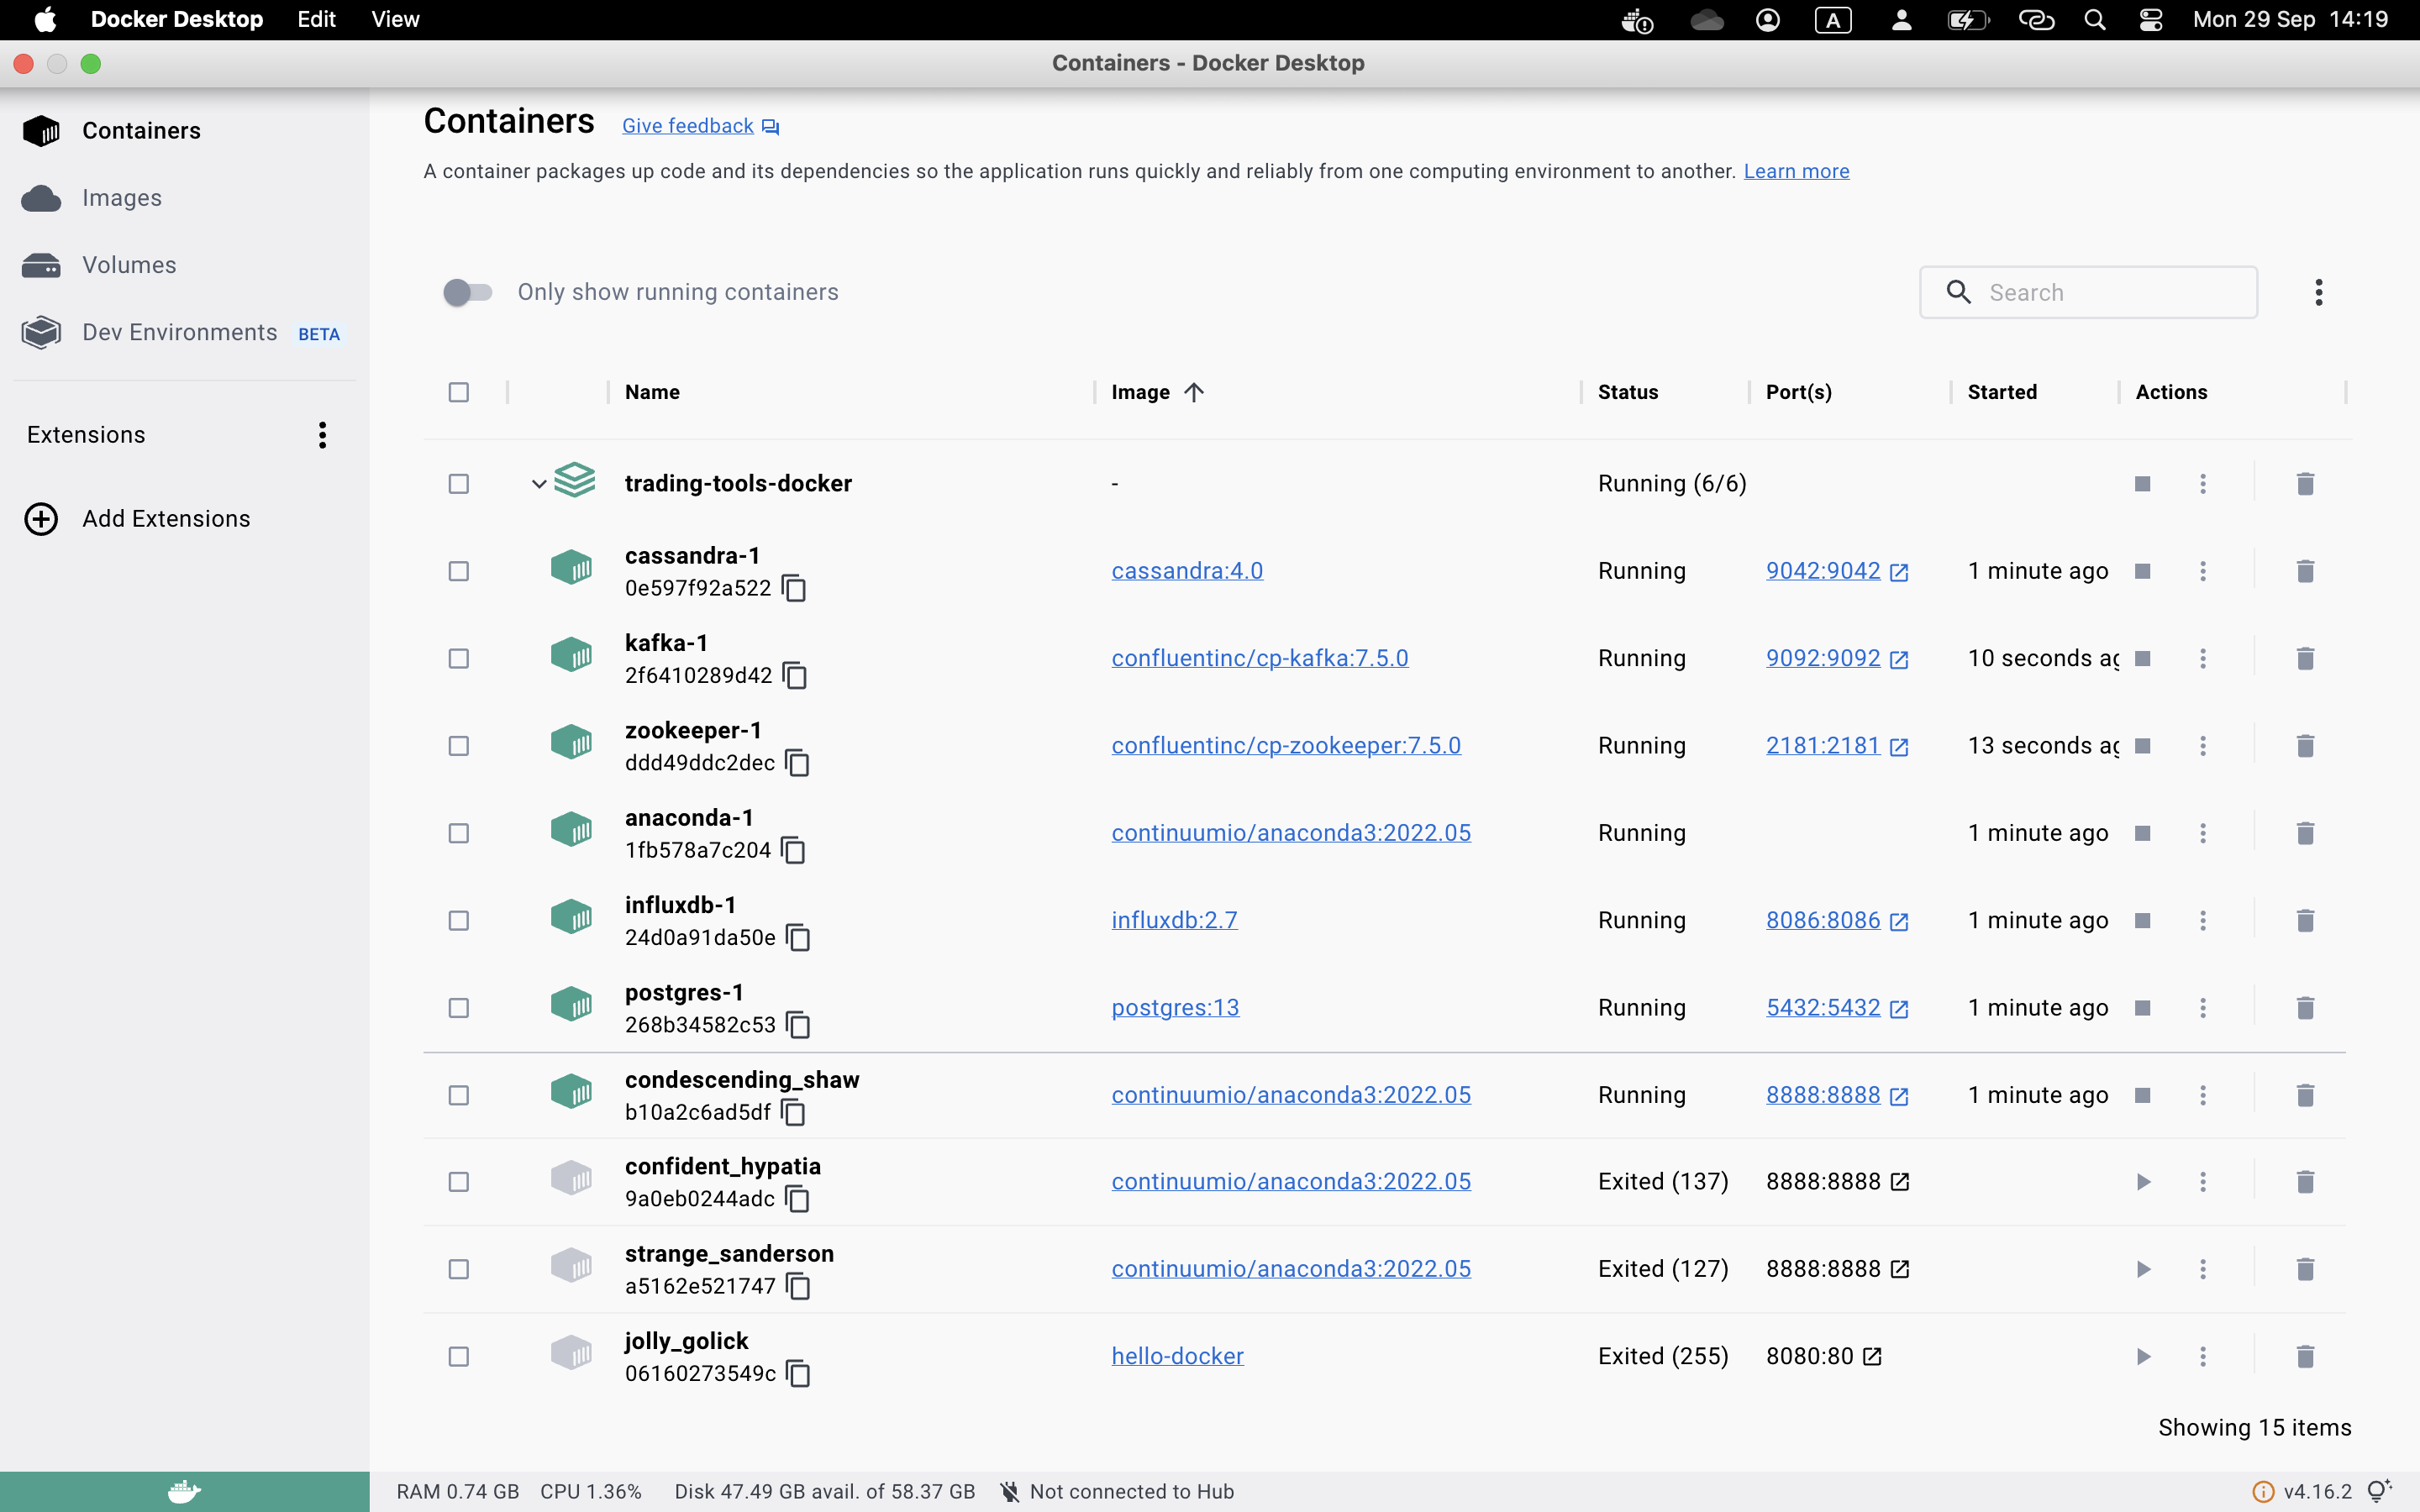 Docker Desktop Edit View A Mon 29 Sep 14:19
Containers - Docker Desktop
Containers
Images
Volumes
Dev Environments BETA
Extensions
Add Extensions
Containers Give feedback
A container packages up code and its dependencies so the application runs quickly and reliably from one computing environment to another. Learn more
Only show running containers Search
Name Image Status Port(s) Started Actions
trading-tools-docker - Running (6/6)
cassandra-1
0e597f92a522 cassandra:4.0 Running 9042:9042 1 minute ago
kafka-1
2f6410289d42 confluentinc/cp-kafka:7.5.0 Running 9092:9092 10 seconds ag
zookeeper-1
ddd49ddc2dec confluentinc/cp-zookeeper:7.5.0 Running 2181:2181 13 seconds ag
anaconda-1
1fb578a7c204 continuumio/anaconda3:2022.05 Running 1 minute ago
influxdb-1
24d0a91da50e influxdb:2.7 Running 8086:8086 1 minute ago
postgres-1
268b34582c53 postgres:13 Running 5432:5432 1 minute ago
condescending_shaw
b10a2c6ad5df continuumio/anaconda3:2022.05 Running 8888:8888 1 minute ago
confident_hypatia
9a0eb0244adc continuumio/anaconda3:2022.05 Exited (137) 8888:8888
strange_sanderson
a5162e521747 continuumio/anaconda3:2022.05 Exited (127) 8888:8888
jolly_golick
06160273549c hello-docker Exited (255) 8080:80
Showing 15 items
RAM 0.74 GB CPU 1.36% Disk 47.49 GB avail. of 58.37 GB Not connected to Hub v4.16.2